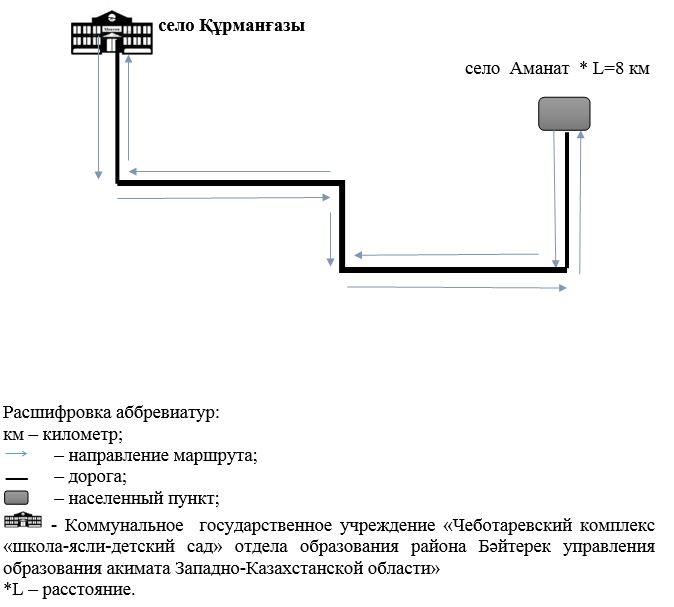 село Құрманғазы
село Аманат * L=8 км
Расшифровка аббревиатур:
км – километр;
– направление маршрута;
– дорога;
– населенный пункт;
- Коммунальное государственное учреждение «Чеботаревский комплекс
«школа-ясли-детский сад» отдела образования района Бәйтерек управления
образования акимата Западно-Казахстанской области»
*L – расстояние.